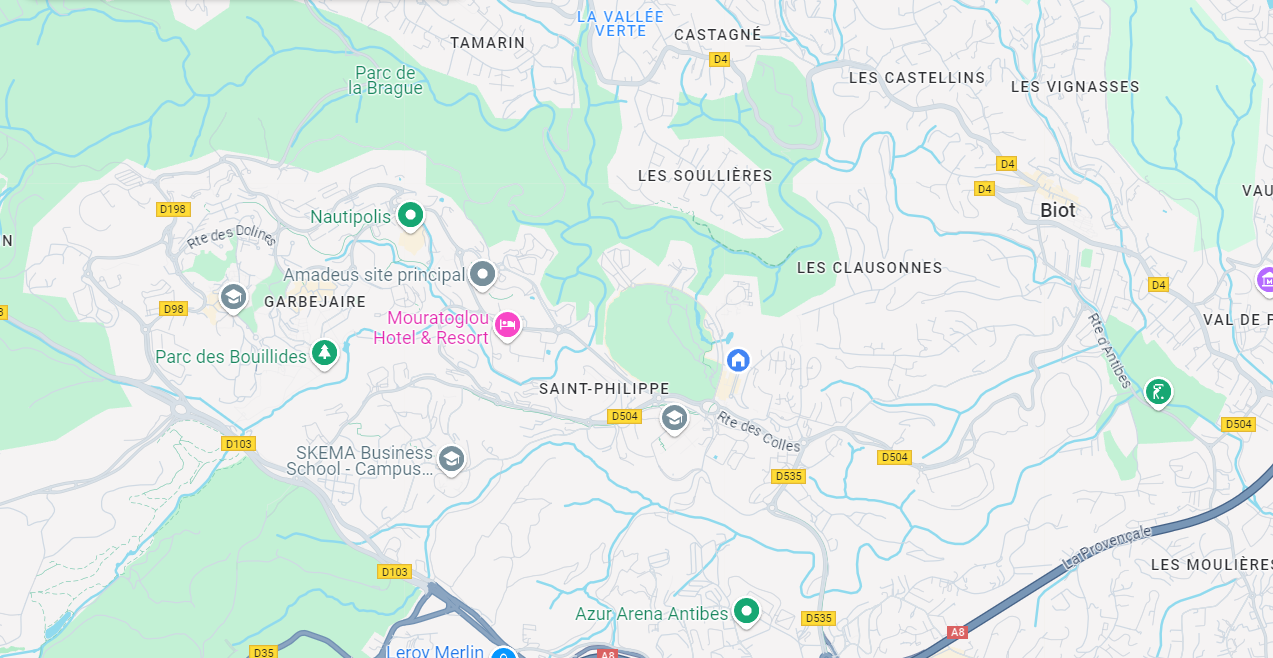 LA VALLÉE
VERTE
CASTAGNÉ
TAMARIN
D4
Parc de
la Brague
LES CASTELLINS
LES VIGNASSES
D4
LES SOULLIÈRES
D4
VAU
D198
Nautipolis
Biot
Rte des Dolines
N
Amadeus site principal
LES CLAUSONNES
D4
GARBEJAIRE
D98
3
Mouratoglou
Hotel & Resort
VAL DE P
Rte d'Antibes
Parc des Bouillides
SAINT-PHILIPPE
D504
Rte des Colles
D504
D103
SKEMA Business
School - Campus...
D504
D535
La Provençale
LES MOULIÈRES
D103
Azur Arena Antibes
D535
A8
D35
Leroy Merlin
A8